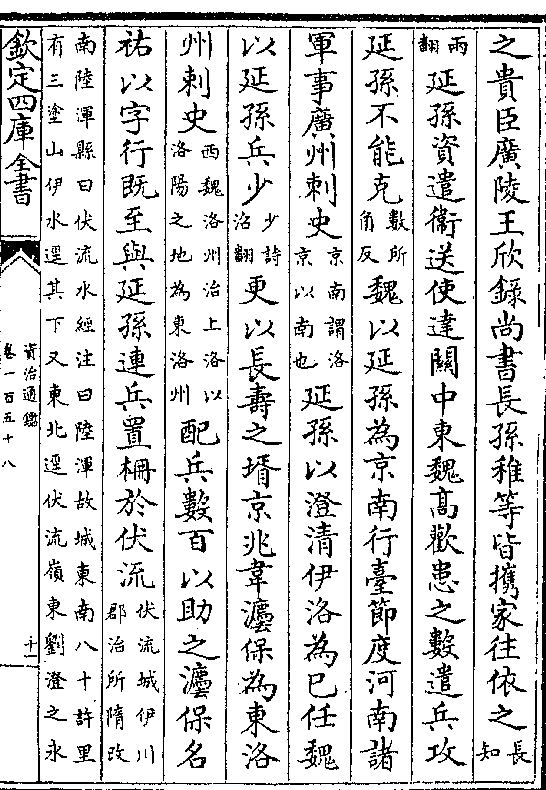 之貴臣廣陵王欣錄尚書長孫稚等皆攜家往依之長知
兩翻延孫資遣衛送使達關中東魏高歡患之數遣兵攻
延孫不能克數所角反魏以延孫為京南行臺節度河南諸
軍事廣州刺史京南謂洛京以南也延孫以澄清伊洛為已任魏
以延孫兵少少詩沼翻更以長壽之壻京兆韋瀍保為東洛
州刺史西魏洛州治上洛以洛陽之地為東洛州配兵數百以助之瀍保名
祐以字行既至與延孫連兵置柵於伏流伏流城伊川郡治所隋改
南陸渾縣曰伏流水經注曰陸渾故城東南八十許里
有三塗山伊水逕其下又東北逕伏流嶺東劉澄之永
欽定四庫全書
資治通鑑
卷一百五十八
十一